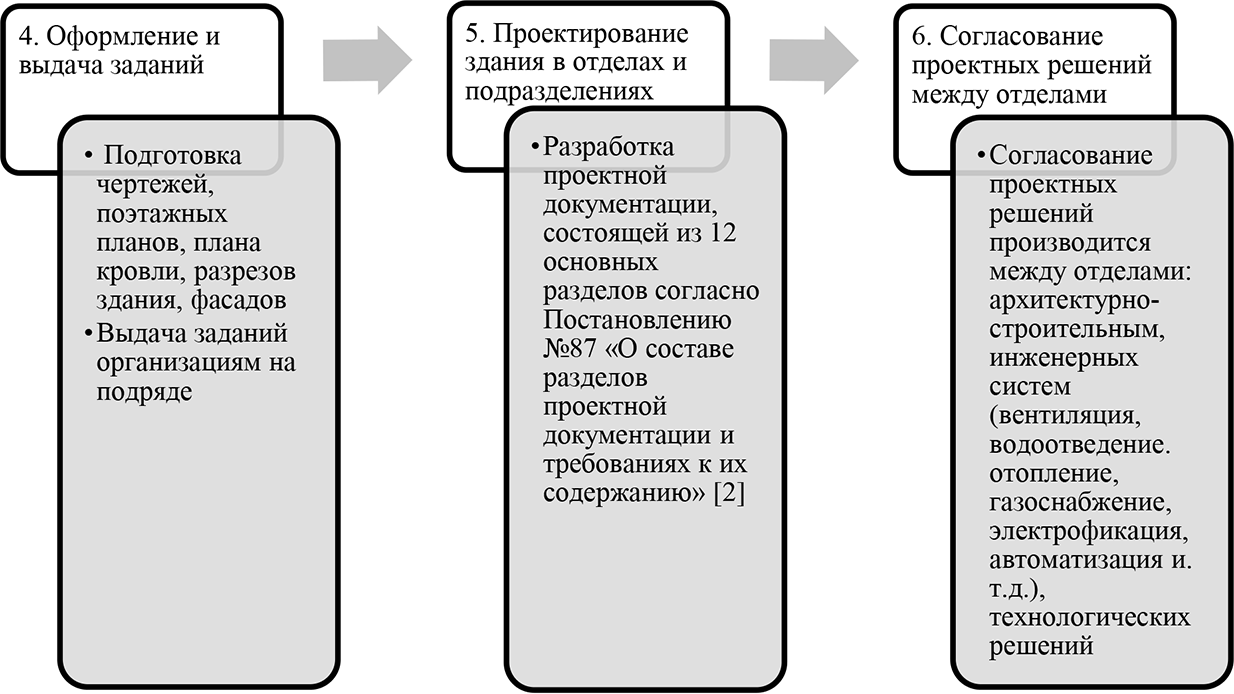 4. Оформление и
выдача заданий
• Подготовка
чертежей,
поэтажных
планов, плана
кровли, разрезов
здания, фасадов
•Выдача заданий
организациям на
подряде
5. Проектирование
здания в отделах и
подразделениях
•Разработка
проектной
документации,
состоящей из 12
основных
разделов согласно
Постановлению
№87 «О составе
разделов
проектной
документации и
требованиях к их
содержанию» [2]
6. Согласование
проектных решений
между отделами
•Согласование
проектных
решений
производится
между отделами:
архитектурно-
строительным,
инженерных
систем
(вентиляция,
водоотведение.
отопление,
газоснабжение,
электрофикация,
автоматизация и.
т.д.),
технологических
решений